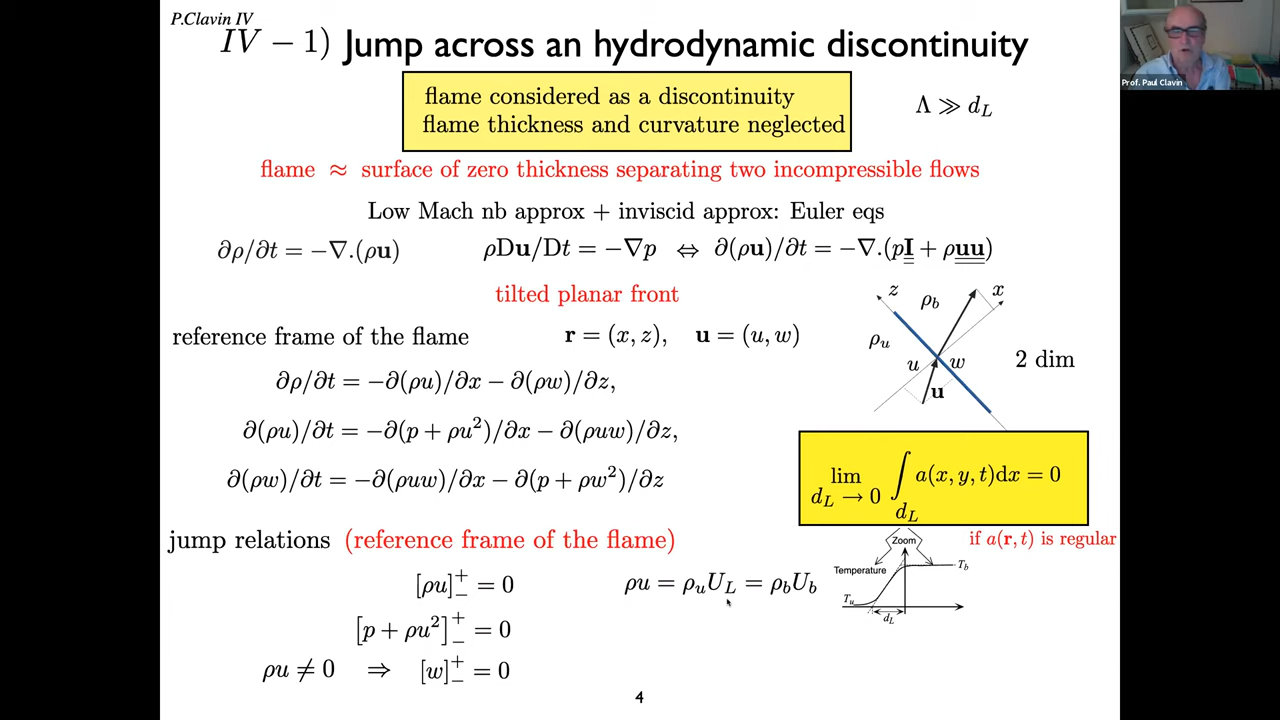 P.Clavin IV
IV − 1) Jump across an hydrodynamic discontinuity
Prof. Paul Clavin
flame considered as a discontinuity
flame thickness and curvature neglected
Λ ≫ d_L
flame ≈ surface of zero thickness separating two incompressible flows
Low Mach nb approx + inviscid approx: Euler eqs
∂ρ/∂t = −∇.(ρu) ρDu/Dt = −∇p ⇔ ∂(ρu)/∂t = −∇.(pI + ρuu)
tilted planar front
z ρ_b x
reference frame of the flame r = (x, z), u = (u, w)
ρ_u
u w 2 dim
u
∂ρ/∂t = −∂(ρu)/∂x − ∂(ρw)/∂z,
∂(ρu)/∂t = −∂(p + ρu²)/∂x − ∂(ρuw)/∂z,
∂(ρw)/∂t = −∂(ρuw)/∂x − ∂(p + ρw²)/∂z
lim_{d_L → 0} ∫_{d_L} a(x, y, t)dx = 0
if a(r, t) is regular
jump relations (reference frame of the flame)
Zoom
Temperature
T_b
T_u
d_L
[ρu]₋⁺ = 0 ρu = ρ_uU_L = ρ_bU_b
[p + ρu²]₋⁺ = 0
ρu ≠ 0 ⇒ [w]₋⁺ = 0
4